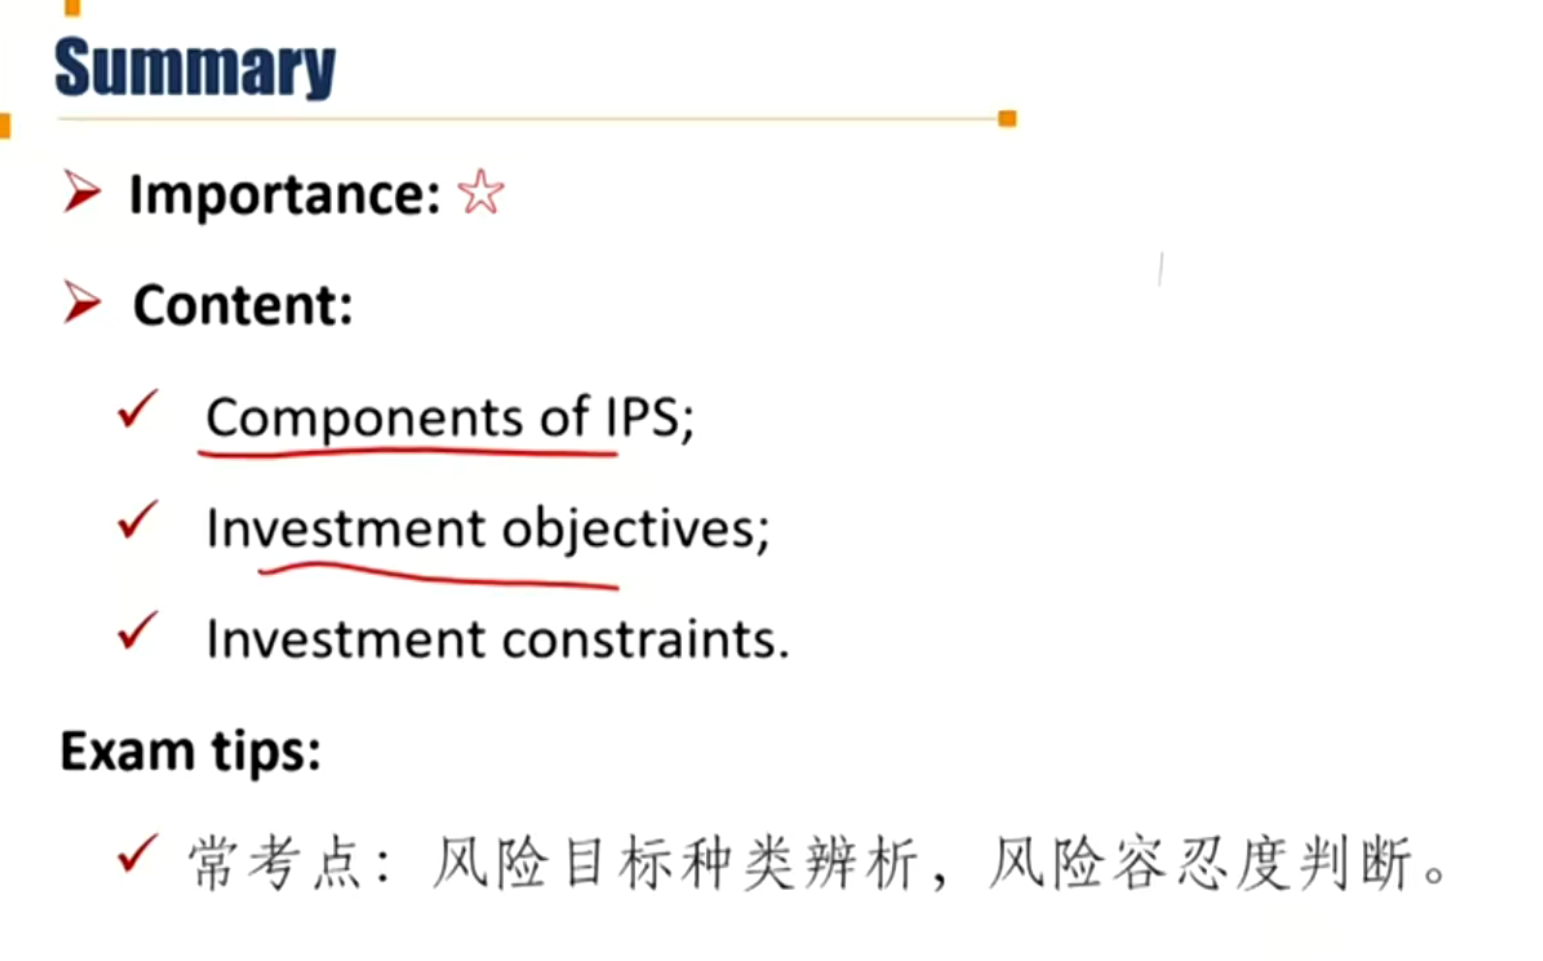 Summary
Importance: ☆
Content:
Components of IPS;
Investment objectives;
Investment constraints.
Exam tips:
常考点：风险目标种类辨析，风险容忍度判断。